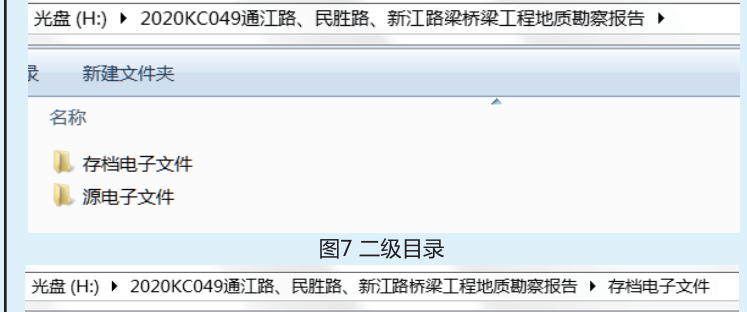 光盘 (H:) ▶ 2020KC049通江路、民胜路、新江路梁桥梁工程地质勘察报告 ▶
录 新建文件夹
名称
存档电子文件
源电子文件
图7 二级目录
光盘 (H:) ▶ 2020KC049通江路、民胜路、新江路桥梁工程地质勘察报告 ▶ 存档电子文件